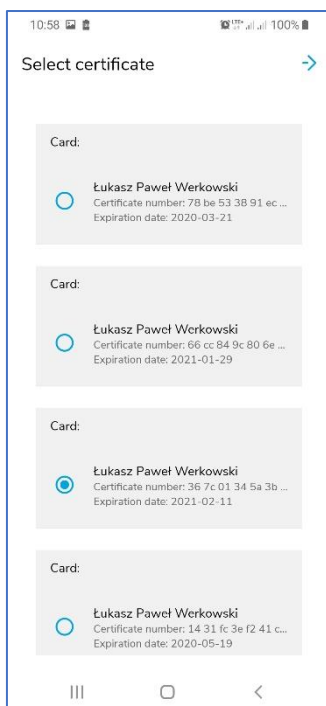 10:58 LTE+ 100%
Select certificate
Card:
Łukasz Paweł Werkowski
Certificate number: 78 be 53 38 91 ec ...
Expiration date: 2020-03-21
Card:
Łukasz Paweł Werkowski
Certificate number: 66 cc 84 9c 80 6e ...
Expiration date: 2021-01-29
Card:
Łukasz Paweł Werkowski
Certificate number: 36 7c 01 34 5a 3b ...
Expiration date: 2021-02-11
Card:
Łukasz Paweł Werkowski
Certificate number: 14 31 fc 3e f2 41 c...
Expiration date: 2020-05-19